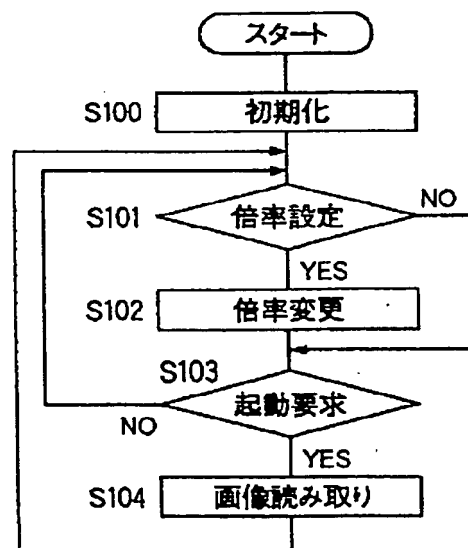 スタート
S100 初期化
S101 倍率設定 NO
YES
S102 倍率変更
S103
起動要求
NO
YES
S104 画像読み取り